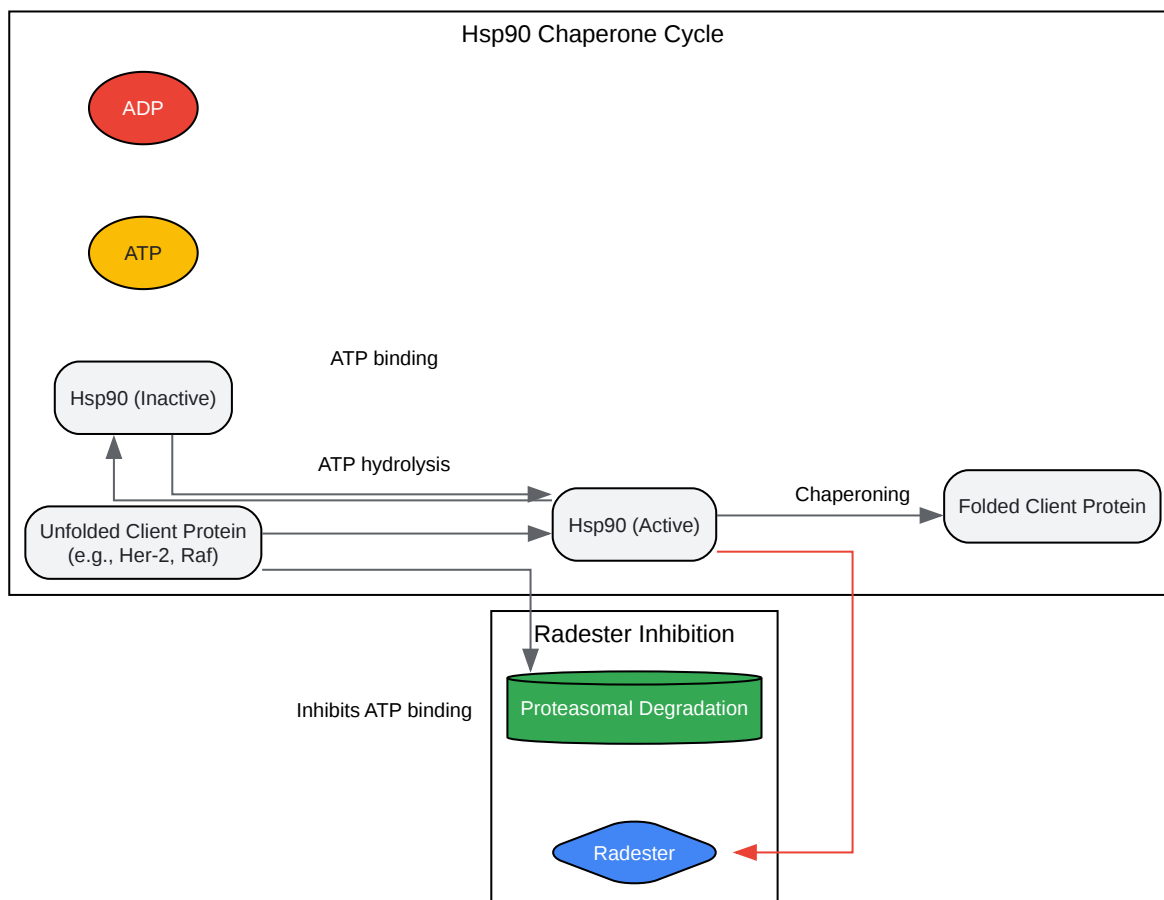 Hsp90 Chaperone Cycle
ADP
ATP
ATP binding
Hsp90 (Inactive)
ATP hydrolysis
Chaperoning
Folded Client Protein
Hsp90 (Active)
Unfolded Client Protein
(e.g., Her-2, Raf)
Radester Inhibition
Inhibits ATP binding
Proteasomal Degradation
Radester